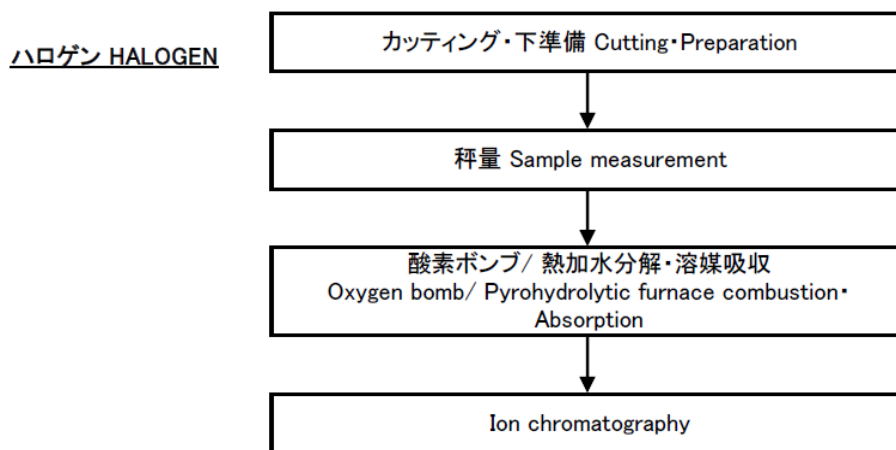 ハロゲン HALOGEN
カッティング・下準備 Cutting・Preparation
秤量 Sample measurement
酸素ボンブ/ 熱加水分解・溶媒吸収
Oxygen bomb/ Pyrohydrolytic furnace combustion・
Absorption
Ion chromatography